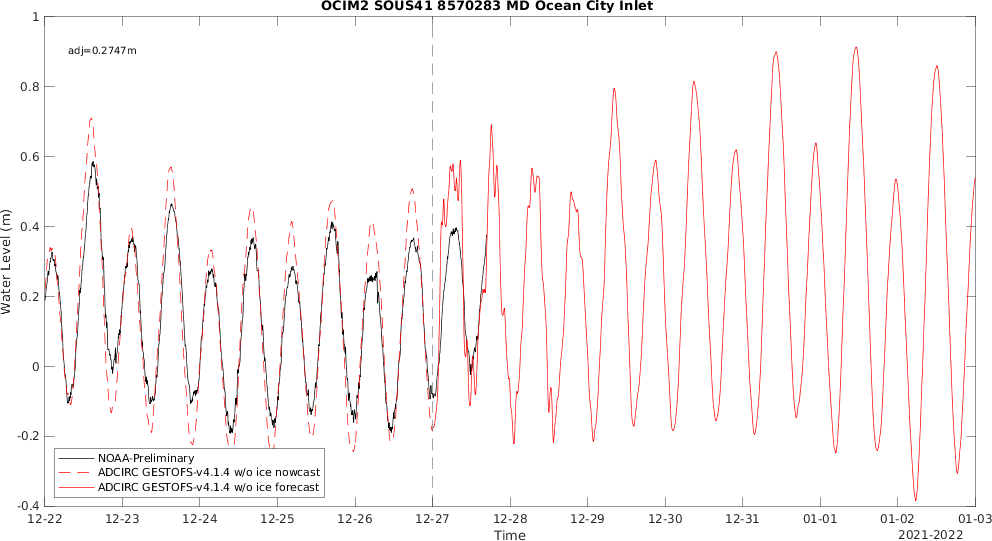 OCIM2 SOUS41 8570283 MD Ocean City Inlet
adj=0.2747m
1
0.8
0.6
0.4
0.2
0
-0.2
-0.4
Water Level (m)
NOAA-Preliminary
ADCIRC GESTOFS-v4.1.4 w/o ice nowcast
ADCIRC GESTOFS-v4.1.4 w/o ice forecast
12-22 12-23 12-24 12-25 12-26 12-27 12-28 12-29 12-30 12-31 01-01 01-02 01-03
Time
2021-2022